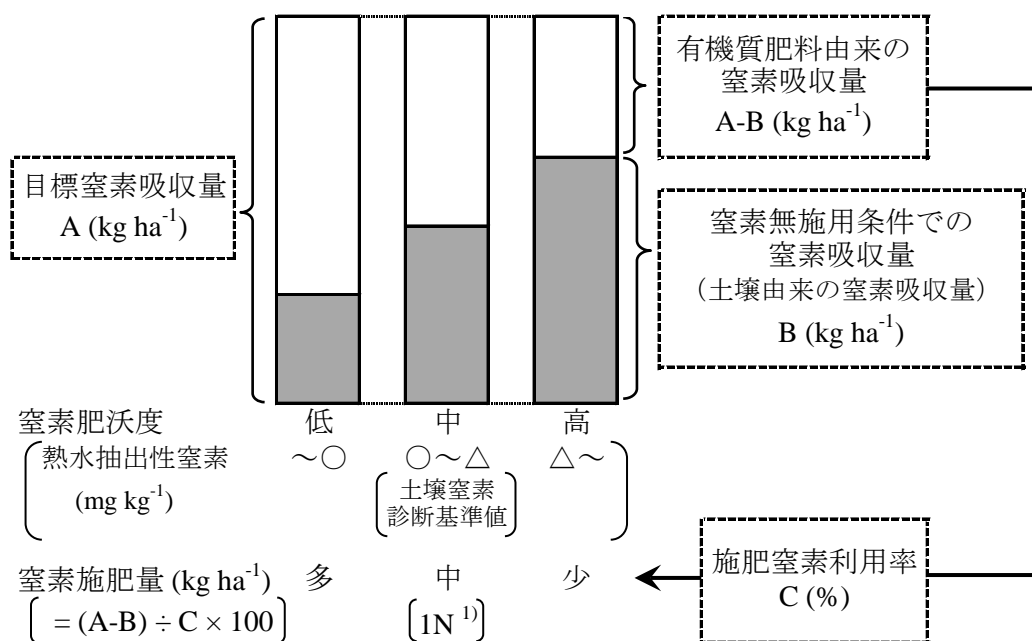 有機質肥料由来の
窒素吸収量
A-B (kg ha⁻¹)
目標窒素吸収量
A (kg ha⁻¹)
窒素無施用条件での
窒素吸収量
（土壌由来の窒素吸収量）
B (kg ha⁻¹)
窒素肥沃度 低 中 高
熱水抽出性窒素 ～○ ○～△ △～
(mg kg⁻¹)
土壌窒素
診断基準値
窒素施肥量 (kg ha⁻¹) 多 中 少
= (A-B) ÷ C × 100 1N ¹⁾
施肥窒素利用率
C (%)